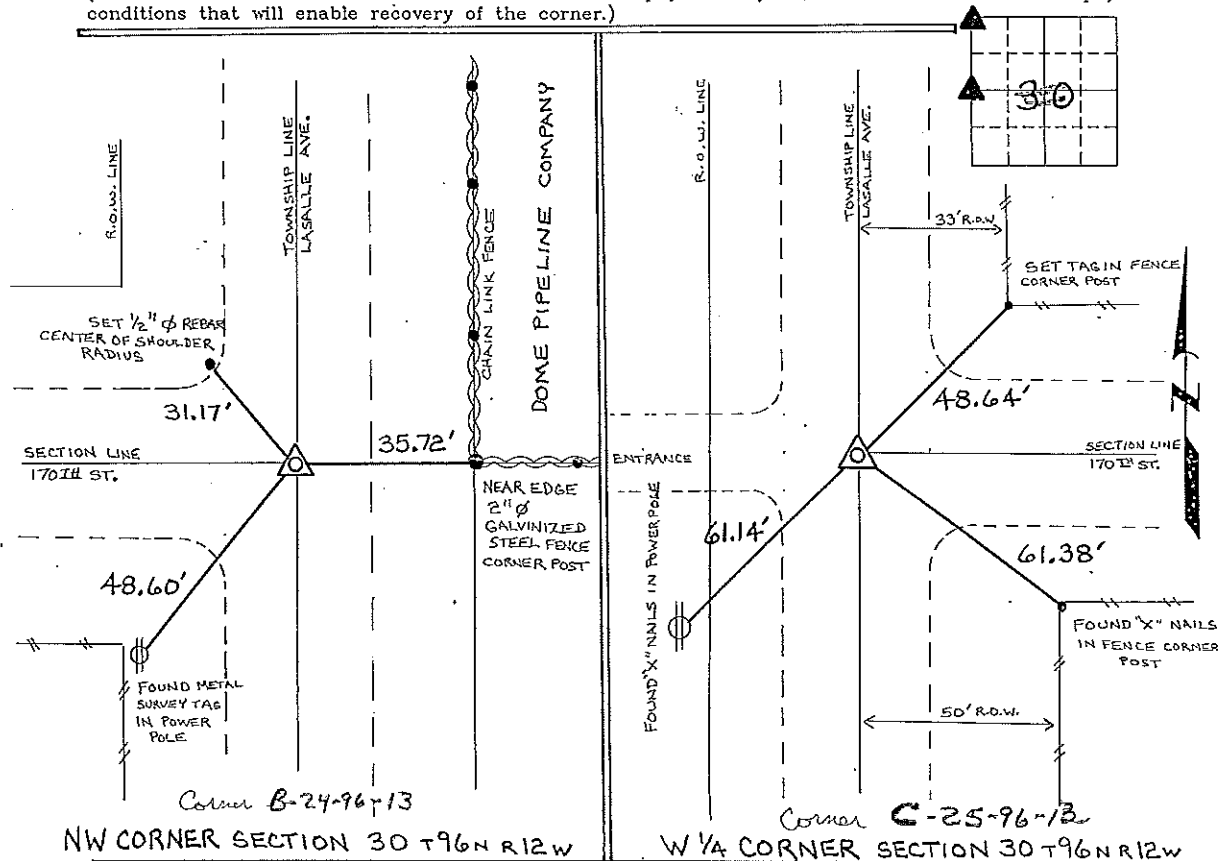 conditions that will enable recovery of the corner.)
R.O.W. LINE
TOWNSHIP LINE
LASALLE AVE.
CHAIN LINK FENCE
DOME PIPELINE COMPANY
SET 1/2" Ø REBAR
CENTER OF SHOULDER
RADIUS
31.17'
35.72'
SECTION LINE
170TH ST.
ENTRANCE
NEAR EDGE
2" Ø
GALVINIZED
STEEL FENCE
CORNER POST
48.60'
FOUND METAL
SURVEY TAG
IN POWER
POLE
Corner B-24-96-13
NW CORNER SECTION 30 T96N R12W
30
R.O.W. LINE
TOWNSHIP LINE
LASALLE AVE.
33' R.O.W.
SET TAG IN FENCE
CORNER POST
N
48.64'
SECTION LINE
170TH ST.
61.14'
FOUND "X" NAILS IN POWER POLE
61.38'
FOUND "X" NAILS
IN FENCE CORNER
POST
50' R.O.W.
Corner C-25-96-13
W 1/4 CORNER SECTION 30 T96N R12W